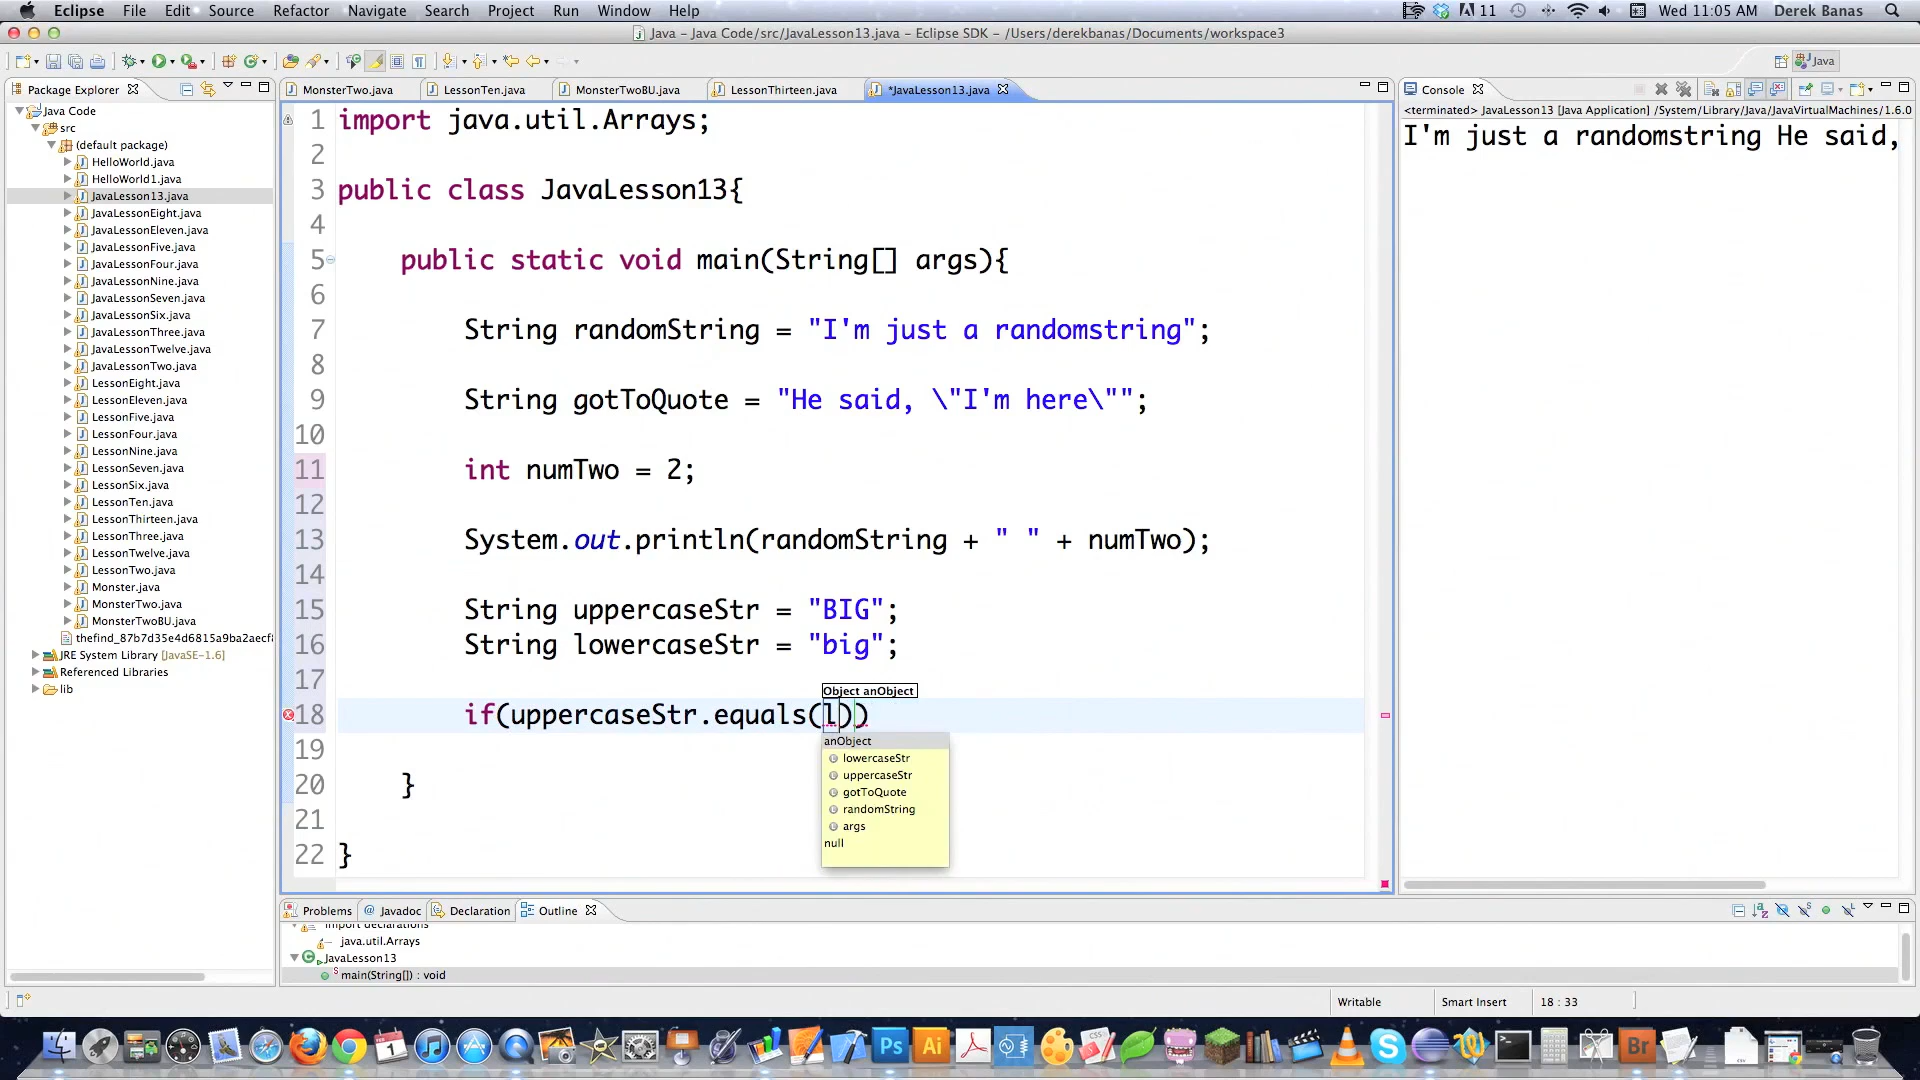 Eclipse File Edit Source Refactor Navigate Search Project Run Window Help 11 Wed 11:05 AM Derek Banas
Java – Java Code/src/JavaLesson13.java – Eclipse SDK – /Users/derekbanas/Documents/workspace3
Java
Package Explorer
Java Code
src
(default package)
HelloWorld.java
HelloWorld1.java
JavaLesson13.java
JavaLessonEight.java
JavaLessonEleven.java
JavaLessonFive.java
JavaLessonFour.java
JavaLessonNine.java
JavaLessonSeven.java
JavaLessonSix.java
JavaLessonThree.java
JavaLessonTwelve.java
JavaLessonTwo.java
LessonEight.java
LessonEleven.java
LessonFive.java
LessonFour.java
LessonNine.java
LessonSeven.java
LessonSix.java
LessonTen.java
LessonThirteen.java
LessonThree.java
LessonTwelve.java
LessonTwo.java
Monster.java
MonsterTwo.java
MonsterTwoBU.java
thefind_87b7d35e4d6815a9ba2aecf8
JRE System Library [JavaSE-1.6]
Referenced Libraries
lib
MonsterTwo.java LessonTen.java MonsterTwoBU.java LessonThirteen.java *JavaLesson13.java
1 import java.util.Arrays;
2
3 public class JavaLesson13{
4
5 public static void main(String[] args){
6
7 String randomString = "I'm just a randomstring";
8
9 String gotToQuote = "He said, \"I'm here\"";
10
11 int numTwo = 2;
12
13 System.out.println(randomString + " " + numTwo);
14
15 String uppercaseStr = "BIG";
16 String lowercaseStr = "big";
17
Object anObject
18 if(uppercaseStr.equals(l))
19
20 }
21
22 }
anObject
lowercaseStr
uppercaseStr
gotToQuote
randomString
args
null
Console
<terminated> JavaLesson13 [Java Application] /System/Library/Java/JavaVirtualMachines/1.6.0
I'm just a randomstring He said,
Problems Javadoc Declaration Outline
import declarations
java.util.Arrays
JavaLesson13
main(String[]) : void
Writable Smart Insert 18 : 33
1
Ps Ai CSS Br